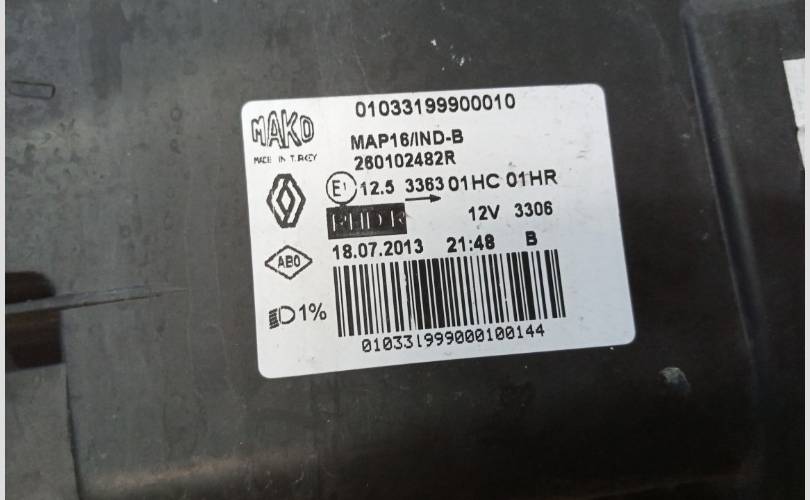 01033199900010
MAKO
MAP16/IND-B
MADE IN TURKEY
260102482R
E1 12.5 3363 01HC 01HR
12V 3306
18.07.2013 21:48 B
ABO
1%
010331999000100144